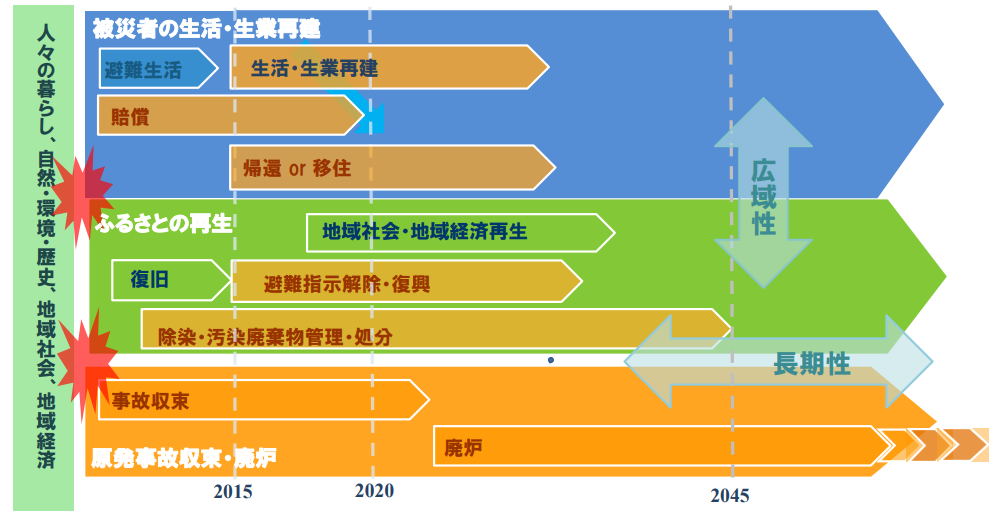 人々の暮らし、自然・環境・歴史、地域社会、地域経済
被災者の生活・生業再建
避難生活
生活・生業再建
賠償
帰還 or 移住
広域性
ふるさとの再生
地域社会・地域経済再生
復旧
避難指示解除・復興
除染・汚染廃棄物管理・処分
長期性
事故収束
廃炉
原発事故収束・廃炉
2015
2020
2045